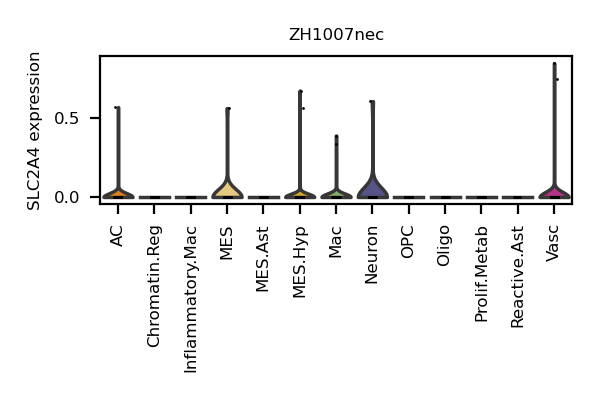 ZH1007nec
SLC2A4 expression
0.5
0.0
AC
Chromatin.Reg
Inflammatory.Mac
MES
MES.Ast
MES.Hyp
Mac
Neuron
OPC
Oligo
Prolif.Metab
Reactive.Ast
Vasc